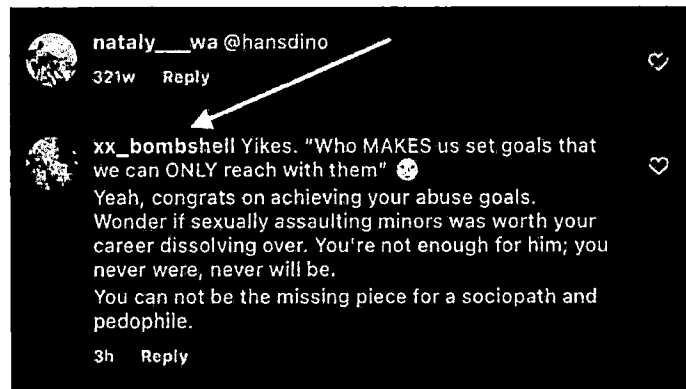 nataly___wa @hansdino
321w Reply
xx_bombshell Yikes. "Who MAKES us set goals that
we can ONLY reach with them"
Yeah, congrats on achieving your abuse goals.
Wonder if sexually assaulting minors was worth your
career dissolving over. You're not enough for him; you
never were, never will be.
You can not be the missing piece for a sociopath and
pedophile.
3h Reply